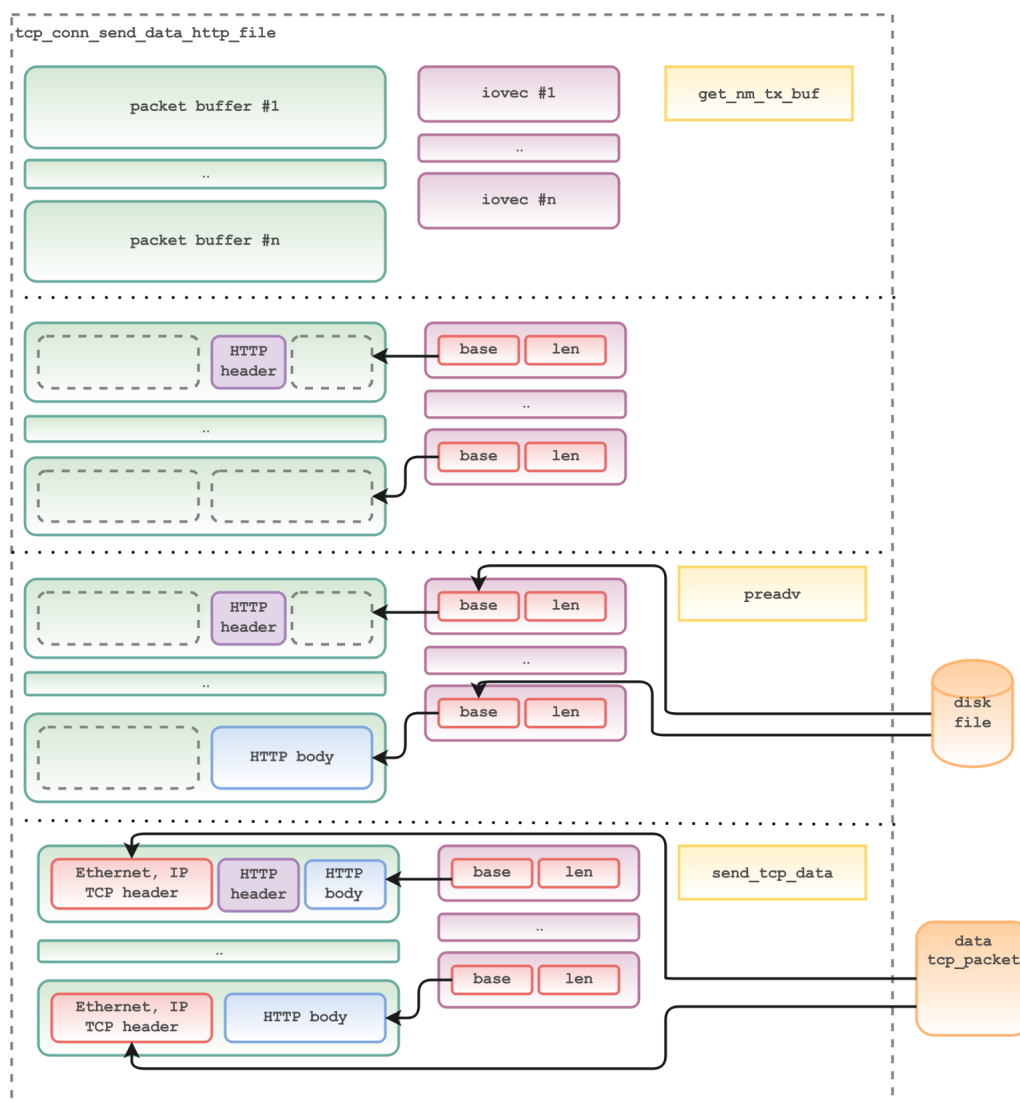 tcp_conn_send_data_http_file
packet buffer #1
iovec #1
get_nm_tx_buf
..
..
packet buffer #n
iovec #n
HTTP
header
base
len
..
..
base
len
HTTP
header
base
len
preadv
..
..
HTTP body
base
len
disk
file
Ethernet, IP
TCP header
HTTP
header
HTTP
body
base
len
send_tcp_data
..
..
data
tcp_packet
Ethernet, IP
TCP header
HTTP body
base
len